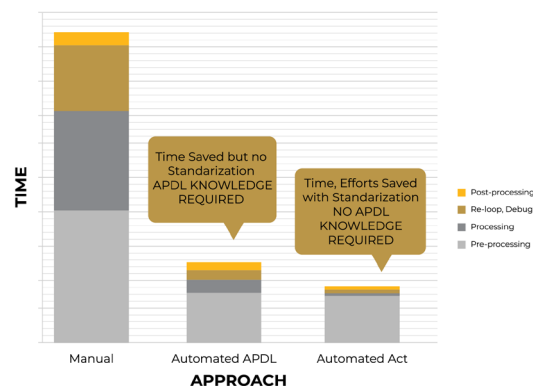 TIME
Time Saved but no
Standarization
APDL KNOWLEDGE
REQUIRED
Time, Efforts Saved
with Standarization
NO APDL
KNOWLEDGE
REQUIRED
Post-processing
Re-loop, Debug
Processing
Pre-processing
Manual
Automated APDL
Automated Act
APPROACH